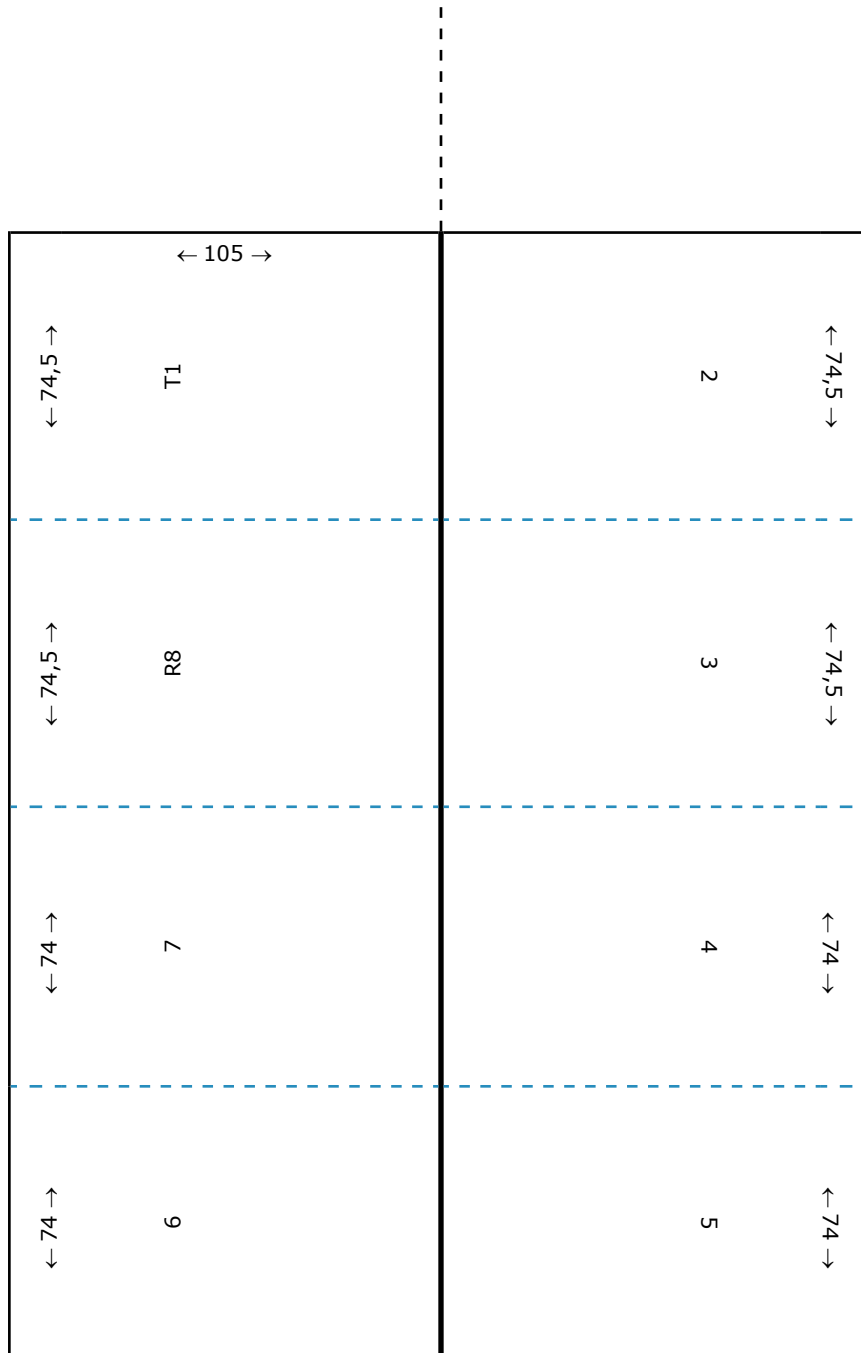 ← 105 →
← 74,5 →
T1
2
← 74,5 →
← 74,5 →
R8
3
← 74,5 →
← 74 →
7
4
← 74 →
← 74 →
6
5
← 74 →